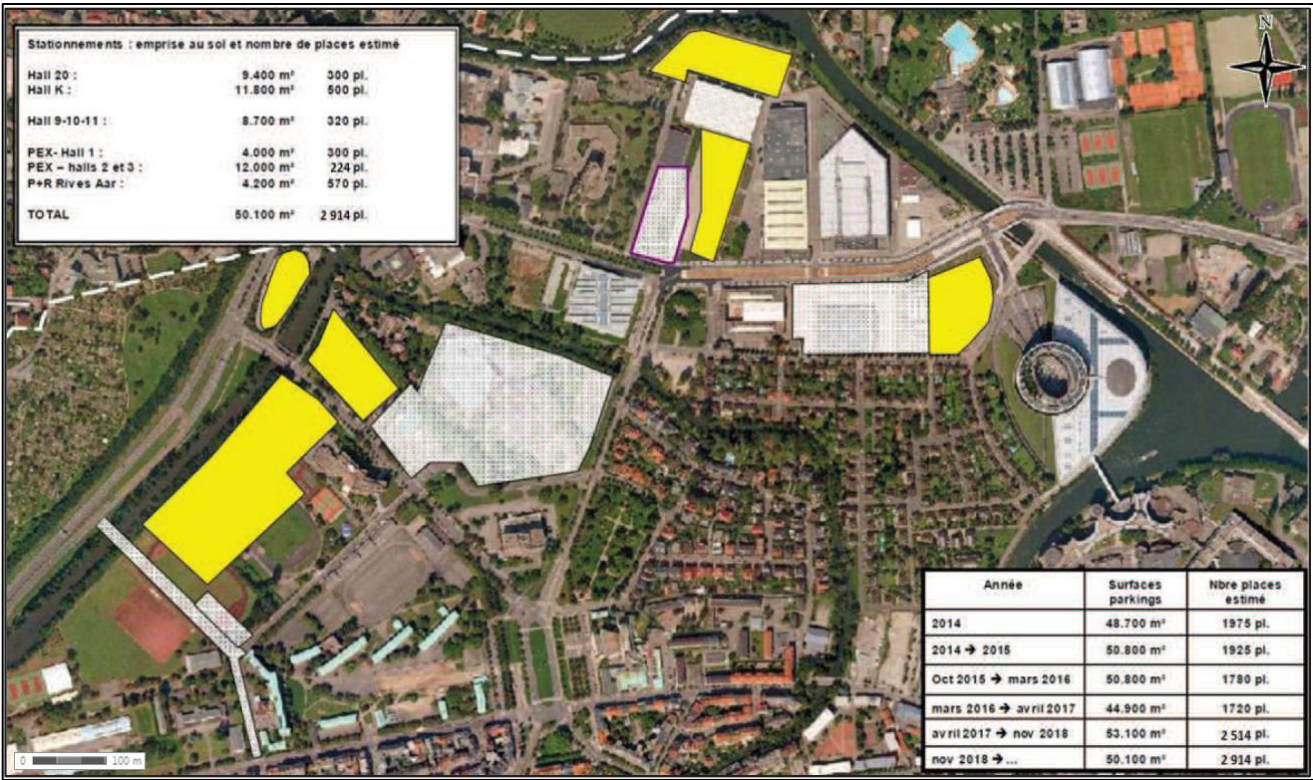 Stationnements : emprise au sol et nombre de places estimé
Hall 20 : 9.400 m² 300 pl.
Hall K : 11.800 m² 500 pl.
Hall 9-10-11 : 8.700 m² 320 pl.
PEX- Hall 1 : 4.000 m² 300 pl.
PEX – halls 2 et 3 : 12.000 m² 224 pl.
P+R Rives Aar : 4.200 m² 570 pl.
TOTAL 50.100 m² 2 914 pl.
N
Année Surfaces parkings Nbre places estimé
2014 48.700 m² 1975 pl.
2014 → 2015 50.800 m² 1925 pl.
Oct 2015 → mars 2016 50.800 m² 1780 pl.
mars 2016 → avril 2017 44.900 m² 1720 pl.
avril 2017 → nov 2018 53.100 m² 2 514 pl.
nov 2018 → ... 50.100 m² 2 914 pl.
0 100 m